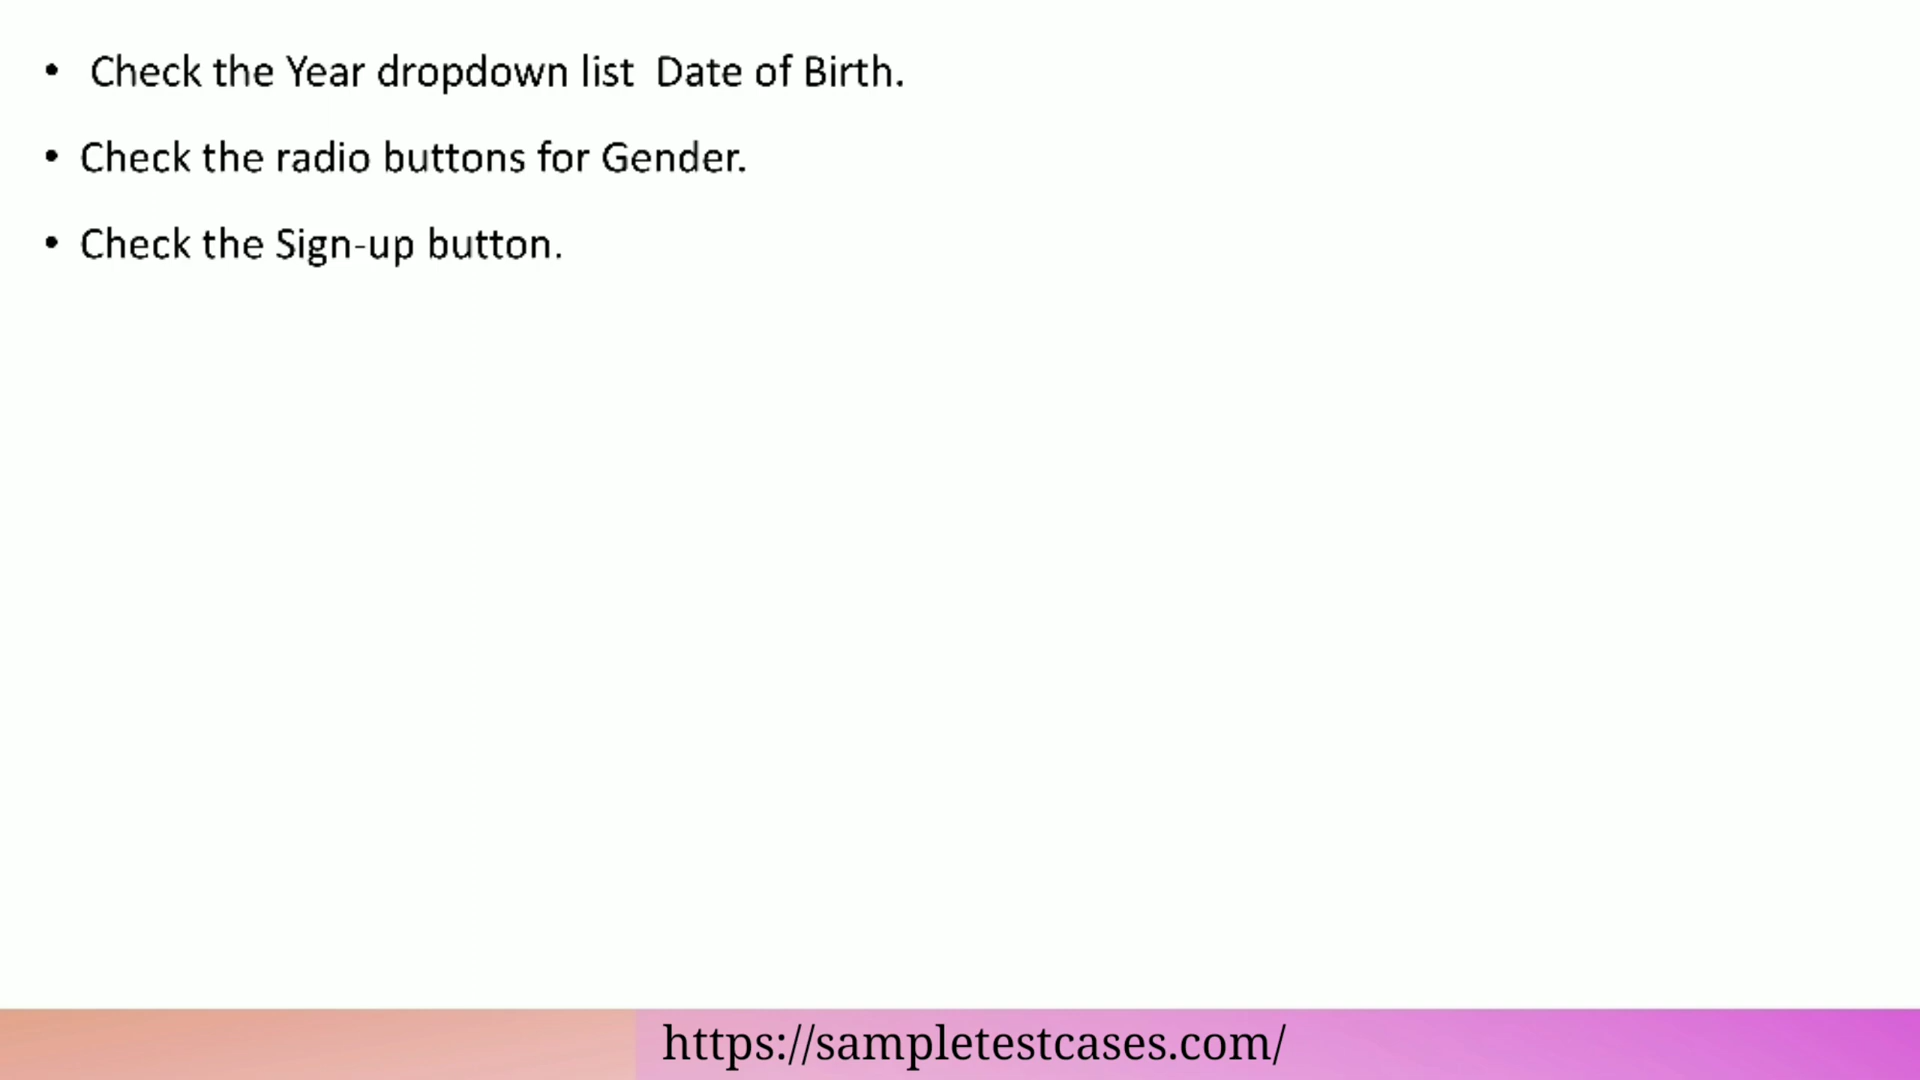 • Check the Year dropdown list Date of Birth.
• Check the radio buttons for Gender.
• Check the Sign-up button.
https://sampletestcases.com/